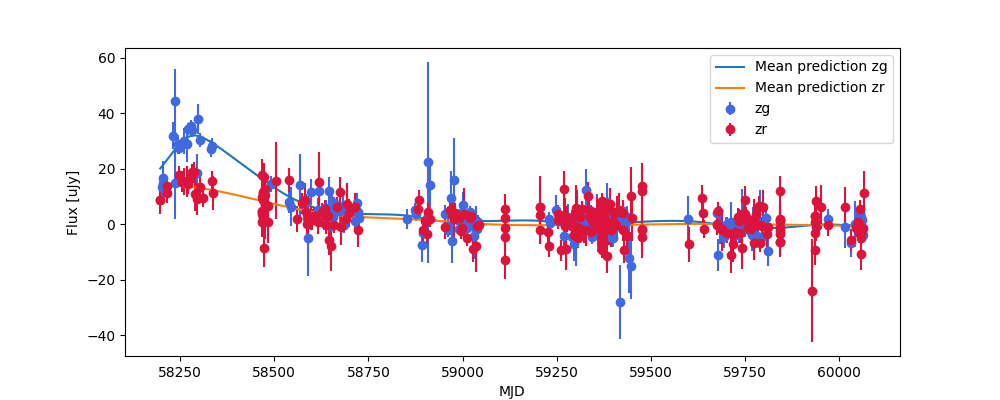 60
40
20
0
−20
−40
Flux [uJy]
58250
58500
58750
59000
59250
59500
59750
60000
MJD
Mean prediction zg
Mean prediction zr
zg
zr